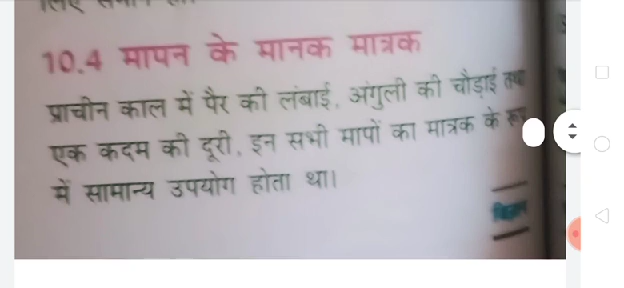 10.4 मापन के मानक मात्रक
प्राचीन काल में पैर की लंबाई, अंगुली की चौड़ाई तथा
एक कदम की दूरी, इन सभी मापों का मात्रक के रूप
में सामान्य उपयोग होता था।